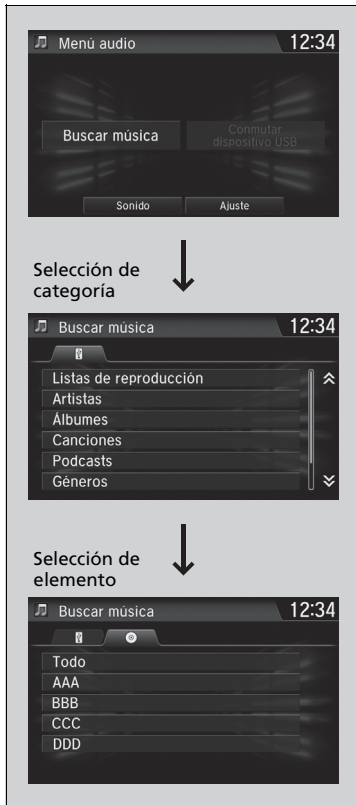 Menú audio 12:34
Buscar música
Conmutar
dispositivo USB
Sonido Ajuste
Selección de
categoría
Buscar música 12:34
Listas de reproducción
Artistas
Álbumes
Canciones
Podcasts
Géneros
Selección de
elemento
Buscar música 12:34
Todo
AAA
BBB
CCC
DDD